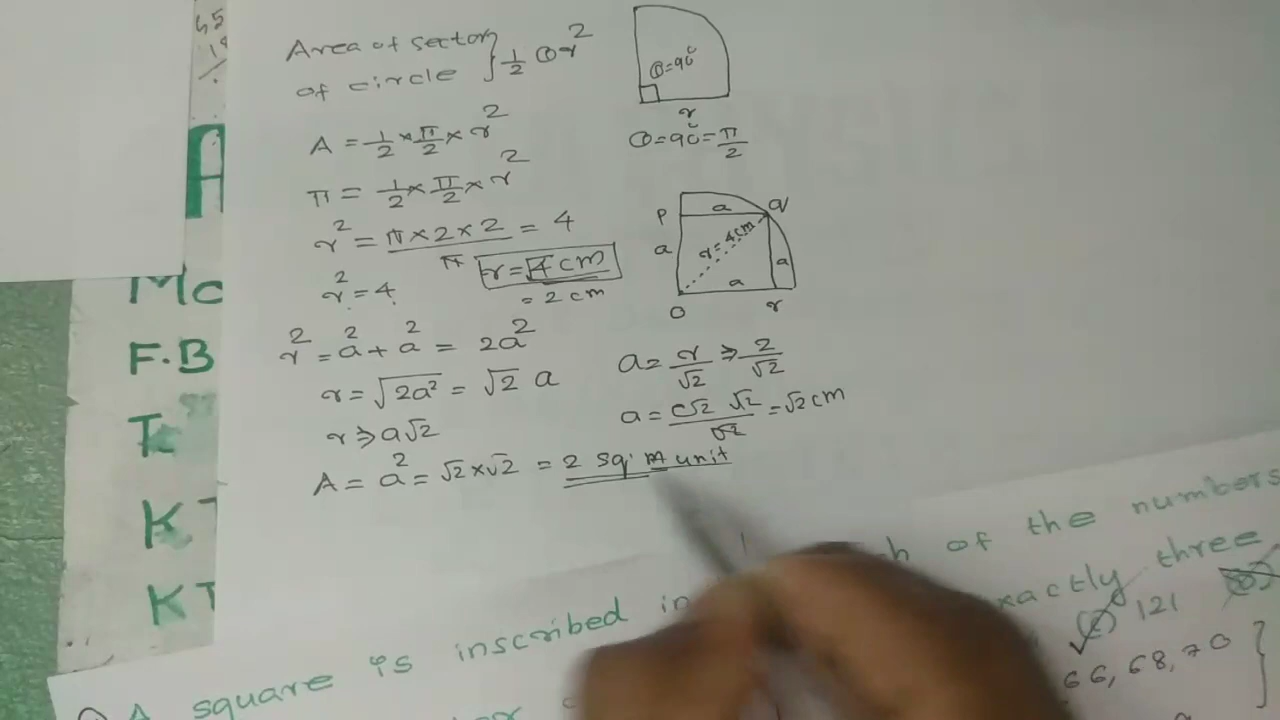 65
Area of sector
of circle } 1/2 θr²
θ=90°
r
A = 1/2 × π/2 × r²
θ=90°=π/2
π = 1/2 × π/2 × r²
r² = π×2×2/π = 4
r=√4 cm
= 2 cm
r² = 4
P a Q
a r=4cm a
a
O r
r² = a² + a² = 2a²
r = √2a² = √2 a
r ⇒ a√2
a = r/√2 ⇒ 2/√2
a = √2 √2/√2 = √2 cm
A = a² = √2×√2 = 2 sq. unit
F.B
T.
K T
K T
of the numbers
A square is inscribed in
exactly three
(c) 121
66, 68, 70 }